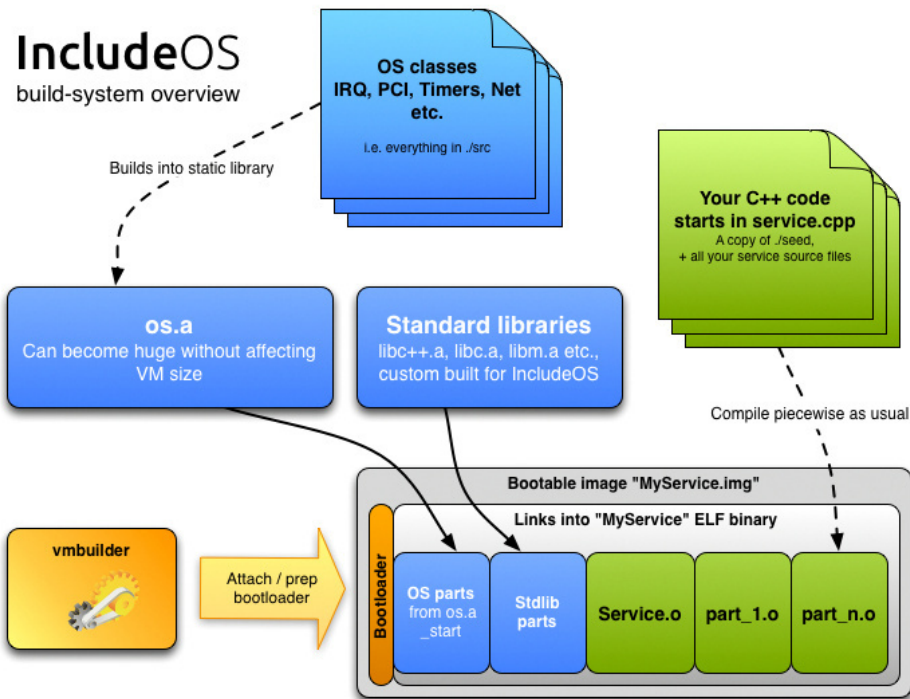 IncludeOS
build-system overview
OS classes
IRQ, PCI, Timers, Net
etc.
i.e. everything in ./src
Builds into static library
Your C++ code
starts in service.cpp
A copy of ./seed,
+ all your service source files
os.a
Can become huge without affecting
VM size
Standard libraries
libc++.a, libc.a, libm.a etc.,
custom built for IncludeOS
Compile piecewise as usual
Bootable image "MyService.img"
Links into "MyService" ELF binary
vmbuilder
Attach / prep
bootloader
Bootloader
OS parts
from os.a
_start
Stdlib
parts
Service.o
part_1.o
part_n.o